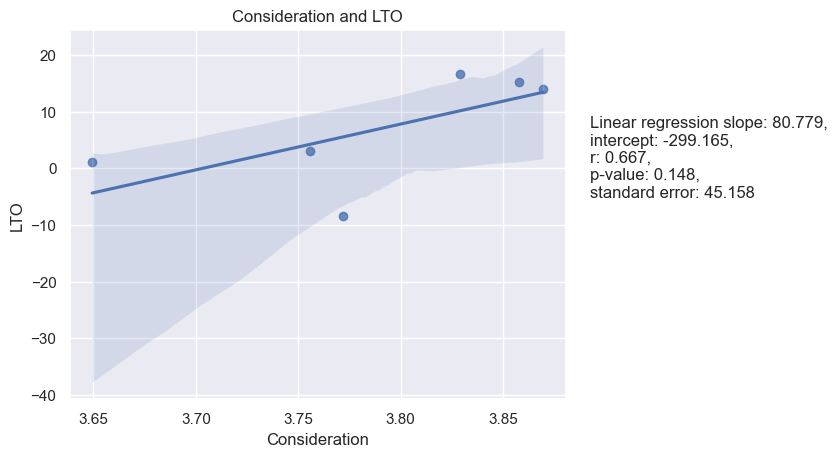 Consideration and LTO
20
10
0
−10
−20
−30
−40
LTO
3.65
3.70
3.75
3.80
3.85
Consideration
Linear regression slope: 80.779,
intercept: -299.165,
r: 0.667,
p-value: 0.148,
standard error: 45.158